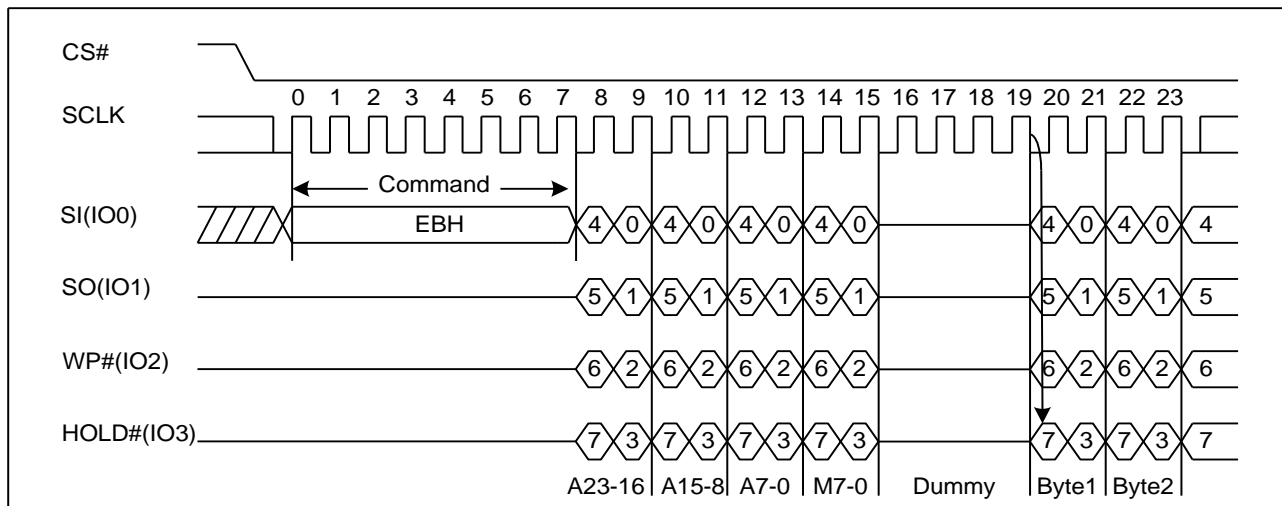 CS#
0 1 2 3 4 5 6 7 8 9 10 11 12 13 14 15 16 17 18 19 20 21 22 23
SCLK
Command
SI(IO0) EBH 4 0 4 0 4 0 4 0 4 0 4 0 4
SO(IO1) 5 1 5 1 5 1 5 1 5 1 5 1 5
WP#(IO2) 6 2 6 2 6 2 6 2 6 2 6 2 6
HOLD#(IO3) 7 3 7 3 7 3 7 3 7 3 7 3 7
A23-16 A15-8 A7-0 M7-0 Dummy Byte1 Byte2